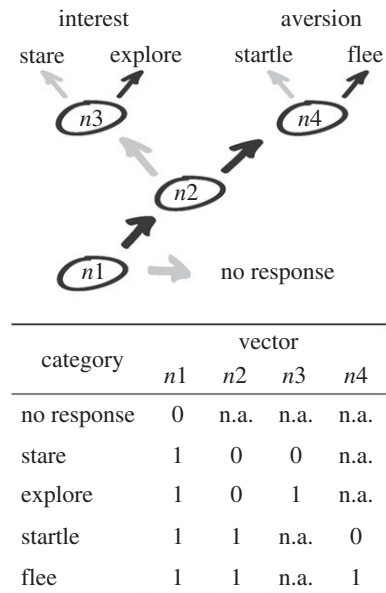 interest aversion
stare explore startle flee
n3 n4
n2
n1 no response
category vector
n1 n2 n3 n4
no response 0 n.a. n.a. n.a.
stare 1 0 0 n.a.
explore 1 0 1 n.a.
startle 1 1 n.a. 0
flee 1 1 n.a. 1